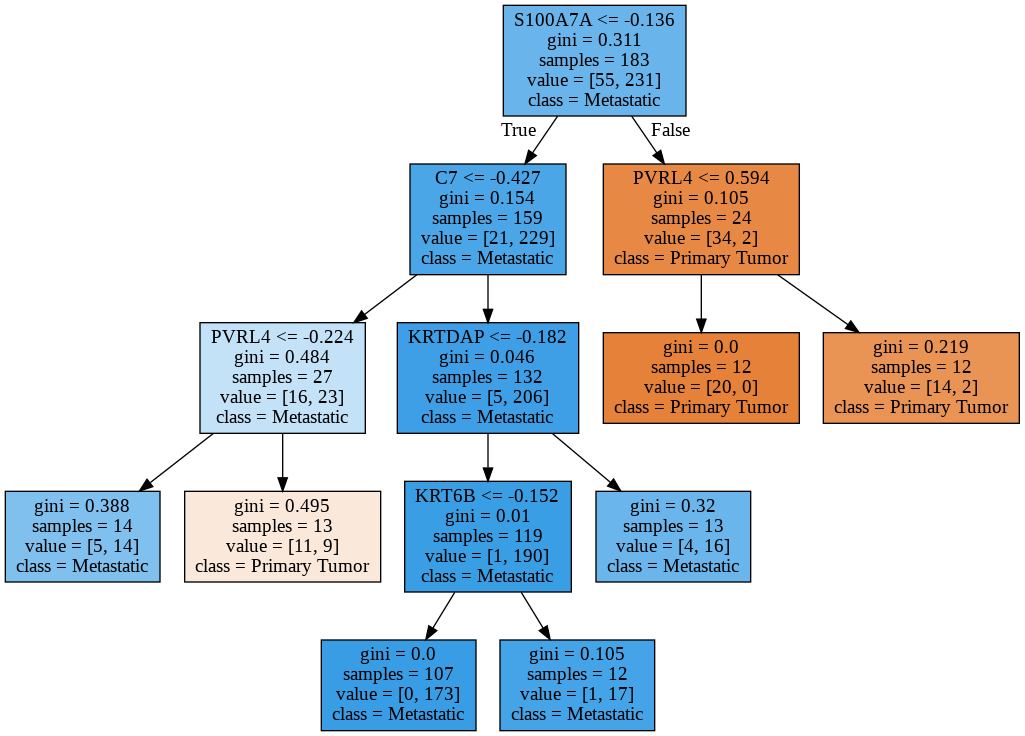 S100A7A <= -0.136
gini = 0.311
samples = 183
value = [55, 231]
class = Metastatic
True
False
C7 <= -0.427
gini = 0.154
samples = 159
value = [21, 229]
class = Metastatic
PVRL4 <= 0.594
gini = 0.105
samples = 24
value = [34, 2]
class = Primary Tumor
PVRL4 <= -0.224
gini = 0.484
samples = 27
value = [16, 23]
class = Metastatic
KRTDAP <= -0.182
gini = 0.046
samples = 132
value = [5, 206]
class = Metastatic
gini = 0.0
samples = 12
value = [20, 0]
class = Primary Tumor
gini = 0.219
samples = 12
value = [14, 2]
class = Primary Tumor
gini = 0.388
samples = 14
value = [5, 14]
class = Metastatic
gini = 0.495
samples = 13
value = [11, 9]
class = Primary Tumor
KRT6B <= -0.152
gini = 0.01
samples = 119
value = [1, 190]
class = Metastatic
gini = 0.32
samples = 13
value = [4, 16]
class = Metastatic
gini = 0.0
samples = 107
value = [0, 173]
class = Metastatic
gini = 0.105
samples = 12
value = [1, 17]
class = Metastatic